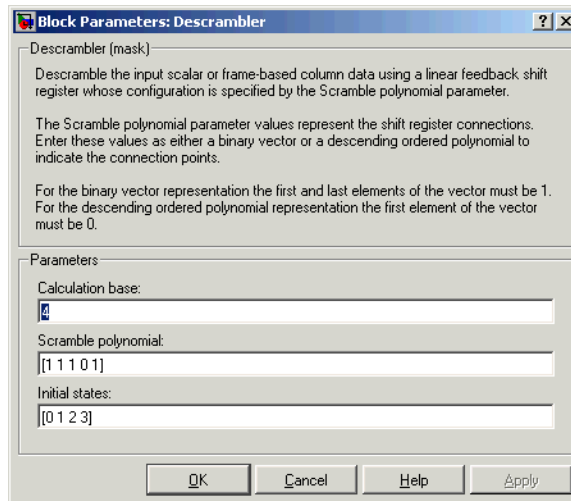 Block Parameters: Descrambler
Descrambler (mask)
Descramble the input scalar or frame-based column data using a linear feedback shift
register whose configuration is specified by the Scramble polynomial parameter.
The Scramble polynomial parameter values represent the shift register connections.
Enter these values as either a binary vector or a descending ordered polynomial to
indicate the connection points.
For the binary vector representation the first and last elements of the vector must be 1.
For the descending ordered polynomial representation the first element of the vector
must be 0.
Parameters
Calculation base:
4
Scramble polynomial:
[1 1 1 0 1]
Initial states:
[0 1 2 3]
OK Cancel Help Apply